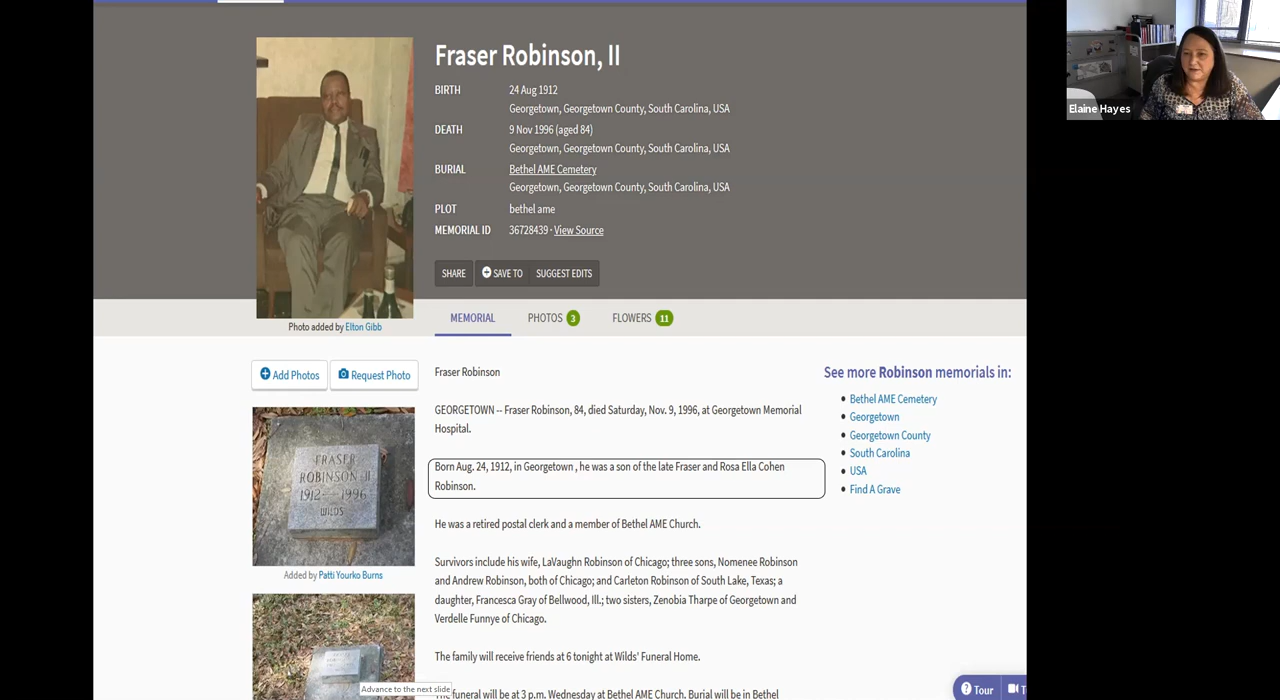 Fraser Robinson, II
BIRTH 24 Aug 1912
Georgetown, Georgetown County, South Carolina, USA
DEATH 9 Nov 1996 (aged 84)
Georgetown, Georgetown County, South Carolina, USA
BURIAL Bethel AME Cemetery
Georgetown, Georgetown County, South Carolina, USA
PLOT bethel ame
MEMORIAL ID 36728439 · View Source
SHARE SAVE TO SUGGEST EDITS
Photo added by Elton Gibb
MEMORIAL PHOTOS 3 FLOWERS 11
Add Photos Request Photo
FRASER
ROBINSON II
1912 - 1996
WILDS
Added by Patti Yourko Burns
Fraser Robinson
GEORGETOWN -- Fraser Robinson, 84, died Saturday, Nov. 9, 1996, at Georgetown Memorial
Hospital.
Born Aug. 24, 1912, in Georgetown , he was a son of the late Fraser and Rosa Ella Cohen
Robinson.
He was a retired postal clerk and a member of Bethel AME Church.
Survivors include his wife, LaVaughn Robinson of Chicago; three sons, Nomenee Robinson
and Andrew Robinson, both of Chicago; and Carleton Robinson of South Lake, Texas; a
daughter, Francesca Gray of Bellwood, Ill.; two sisters, Zenobia Tharpe of Georgetown and
Verdelle Funnye of Chicago.
The family will receive friends at 6 tonight at Wilds' Funeral Home.
funeral will be at 3 p.m. Wednesday at Bethel AME Church. Burial will be in Bethel
Advance to the next slide
See more Robinson memorials in:
Bethel AME Cemetery
Georgetown
Georgetown County
South Carolina
USA
Find A Grave
Tour
Elaine Hayes